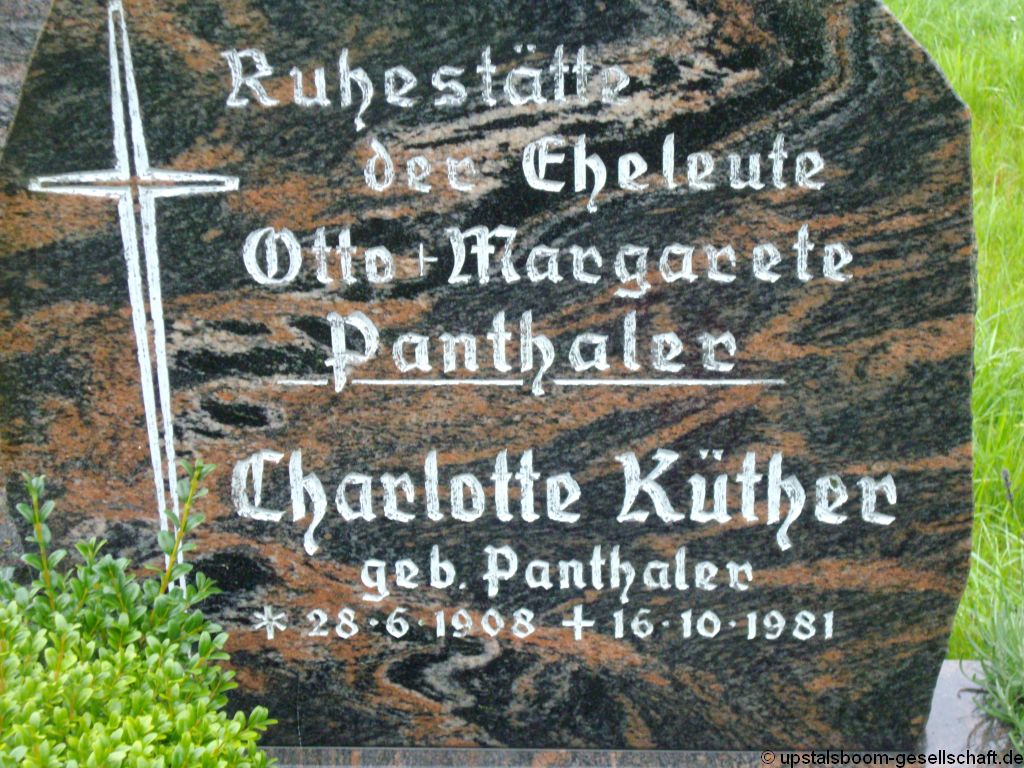 Ruhestätte
der Eheleute
Otto + Margarete
Panthaler
Charlotte Küther
geb. Panthaler
* 28·6·1908 + 16·10·1981
© upstalsboom-gesellschaft.de